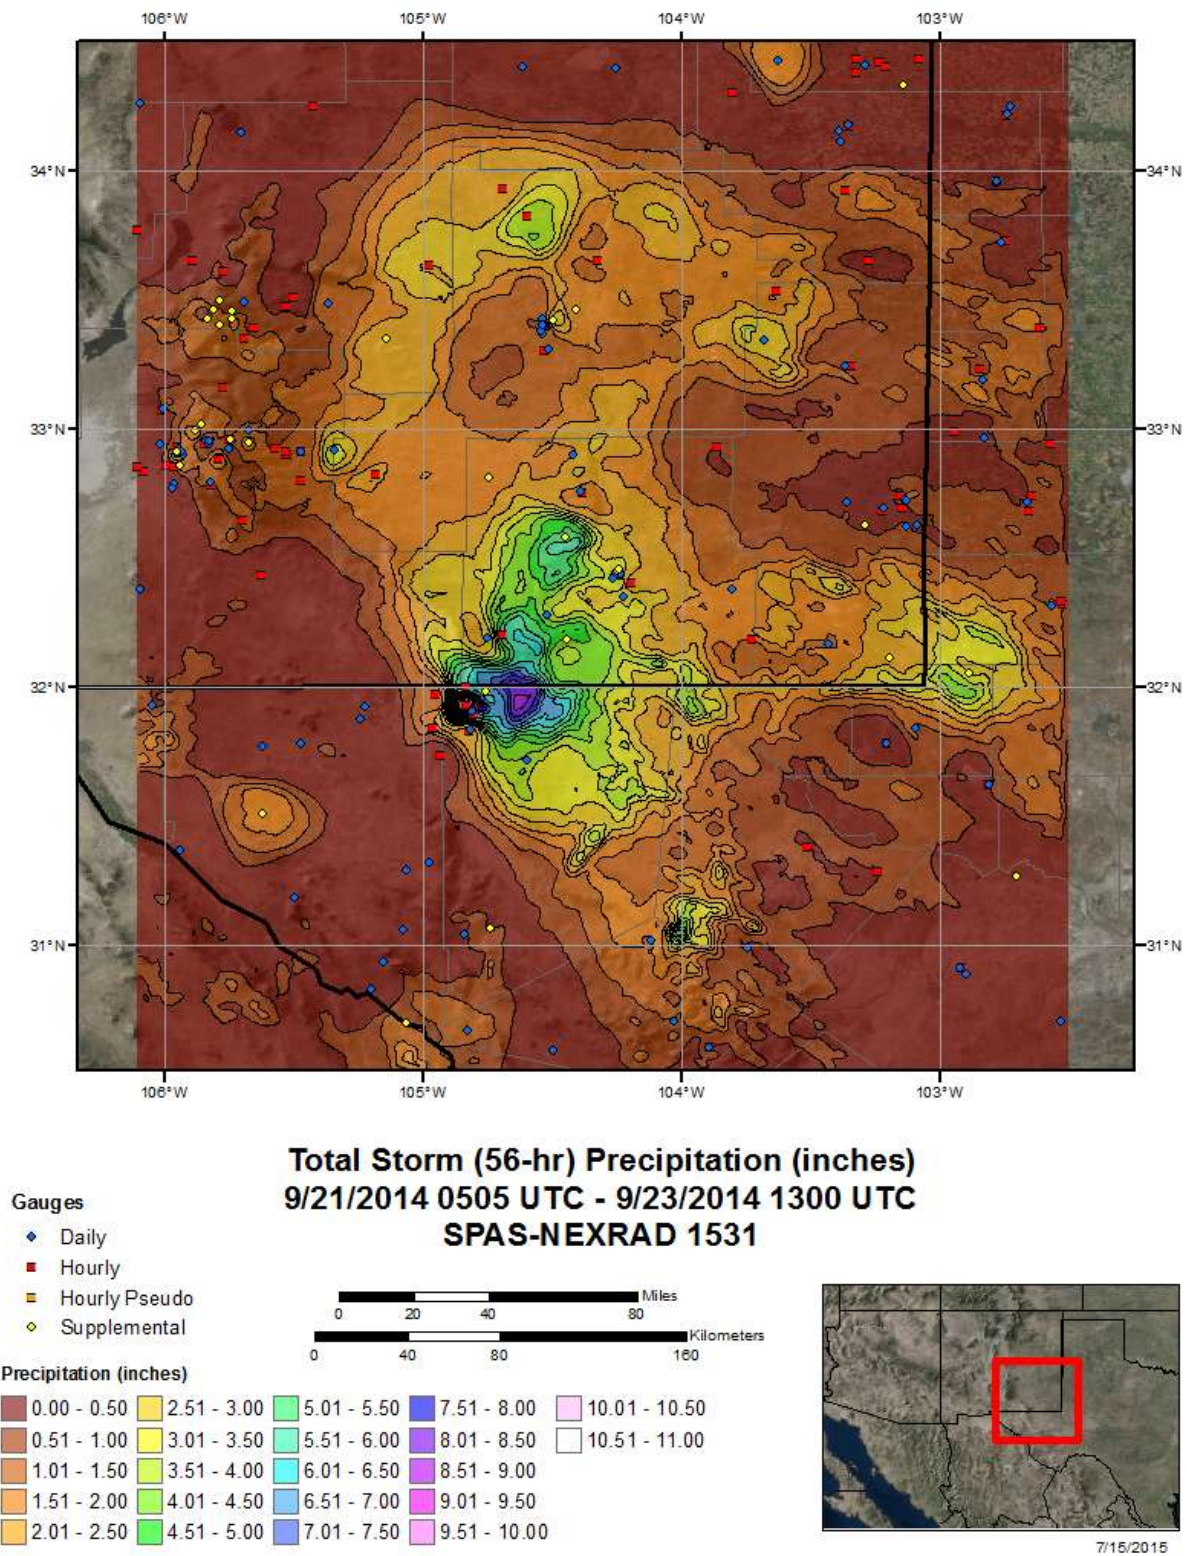 106°W 105°W 104°W 103°W
34°N 34°N
33°N 33°N
32°N 32°N
31°N 31°N
106°W 105°W 104°W 103°W
Total Storm (56-hr) Precipitation (inches)
9/21/2014 0505 UTC - 9/23/2014 1300 UTC
SPAS-NEXRAD 1531
Gauges
Daily
Hourly
Hourly Pseudo
Supplemental
Miles
0 20 40 80
Kilometers
0 40 80 160
Precipitation (inches)
0.00 - 0.50 2.51 - 3.00 5.01 - 5.50 7.51 - 8.00 10.01 - 10.50
0.51 - 1.00 3.01 - 3.50 5.51 - 6.00 8.01 - 8.50 10.51 - 11.00
1.01 - 1.50 3.51 - 4.00 6.01 - 6.50 8.51 - 9.00
1.51 - 2.00 4.01 - 4.50 6.51 - 7.00 9.01 - 9.50
2.01 - 2.50 4.51 - 5.00 7.01 - 7.50 9.51 - 10.00
7/15/2015